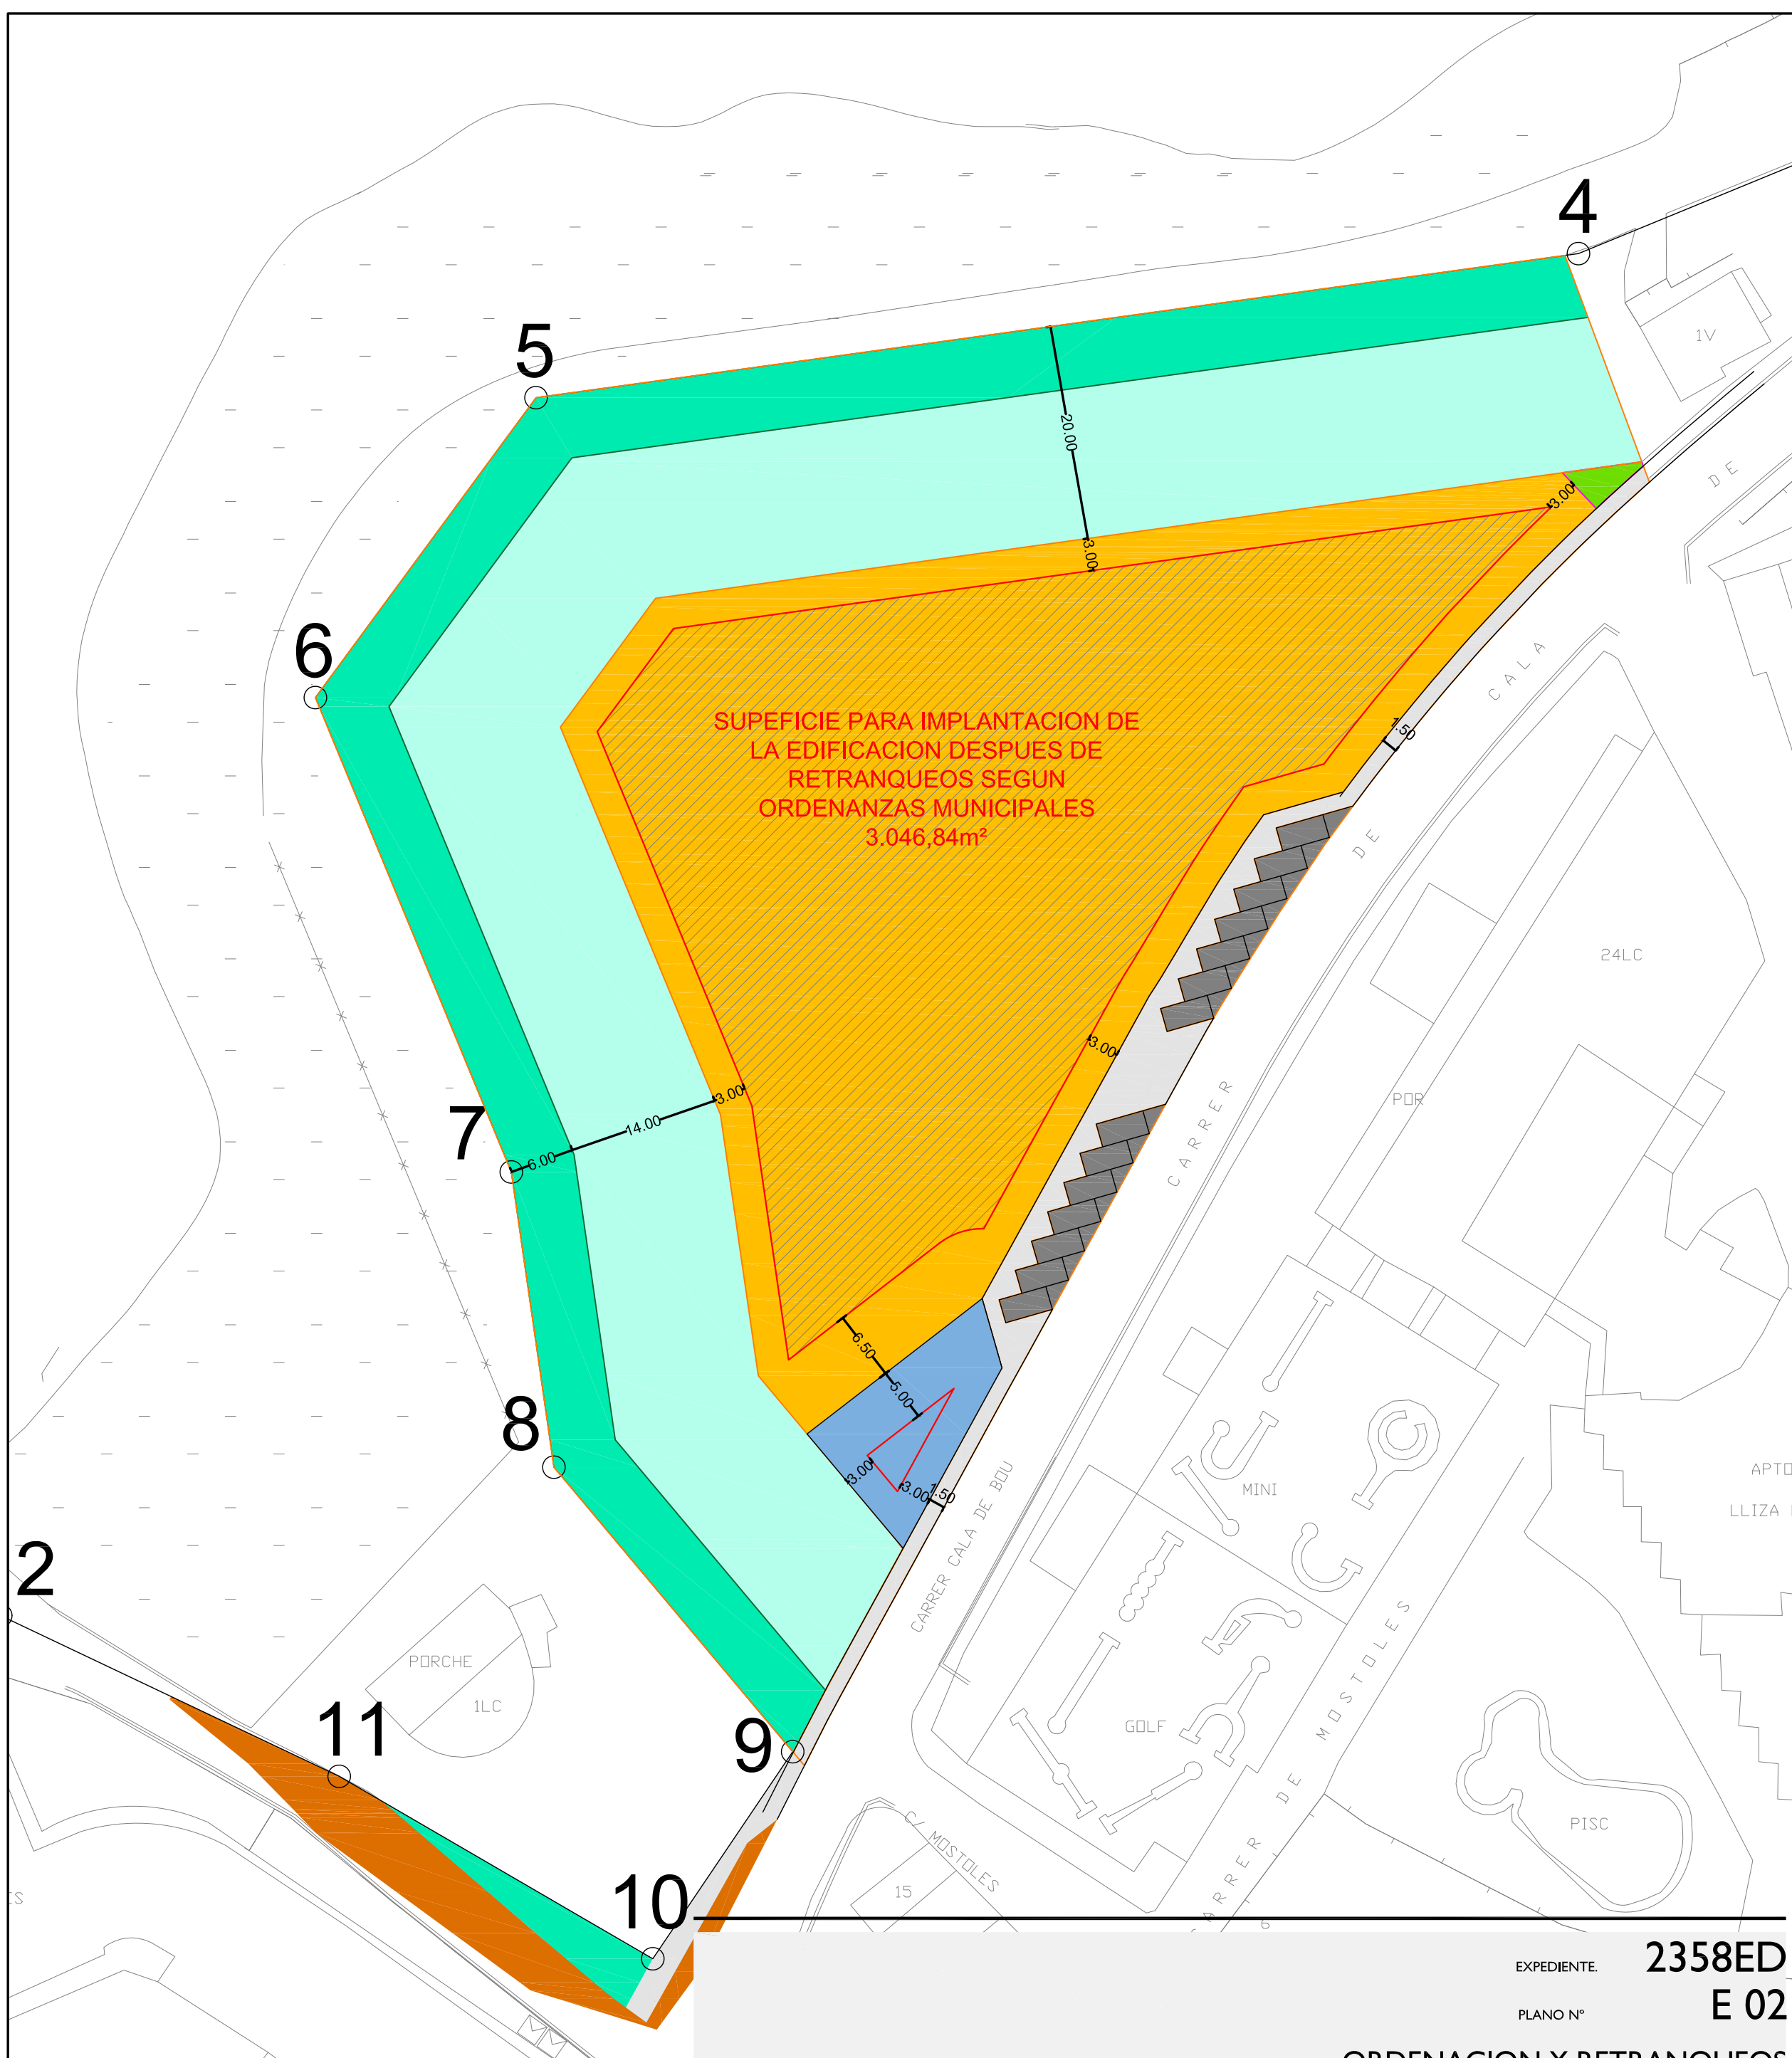 4
5
1V
20.00
DE
3.00
3.00
6
CALA
SUPEFICIE PARA IMPLANTACION DE
LA EDIFICACION DESPUES DE
RETRANQUEOS SEGUN
ORDENANZAS MUNICIPALES
3.046,84m²
1.50
DE
24LC
3.00
7
3.00
14.00
6.00
POR
CARRER
6.50
5.00
8
3.00
3.00
1.50
MINI
APTO
LLIZA
CARRER CALA DE BOU
2
PORCHE
1LC
11
9
GOLF
CARRER DE MOSTOLES
PISC
C/ MOSTOLES
15
6
10
ES
EXPEDIENTE. 2358ED
PLANO Nº E 02